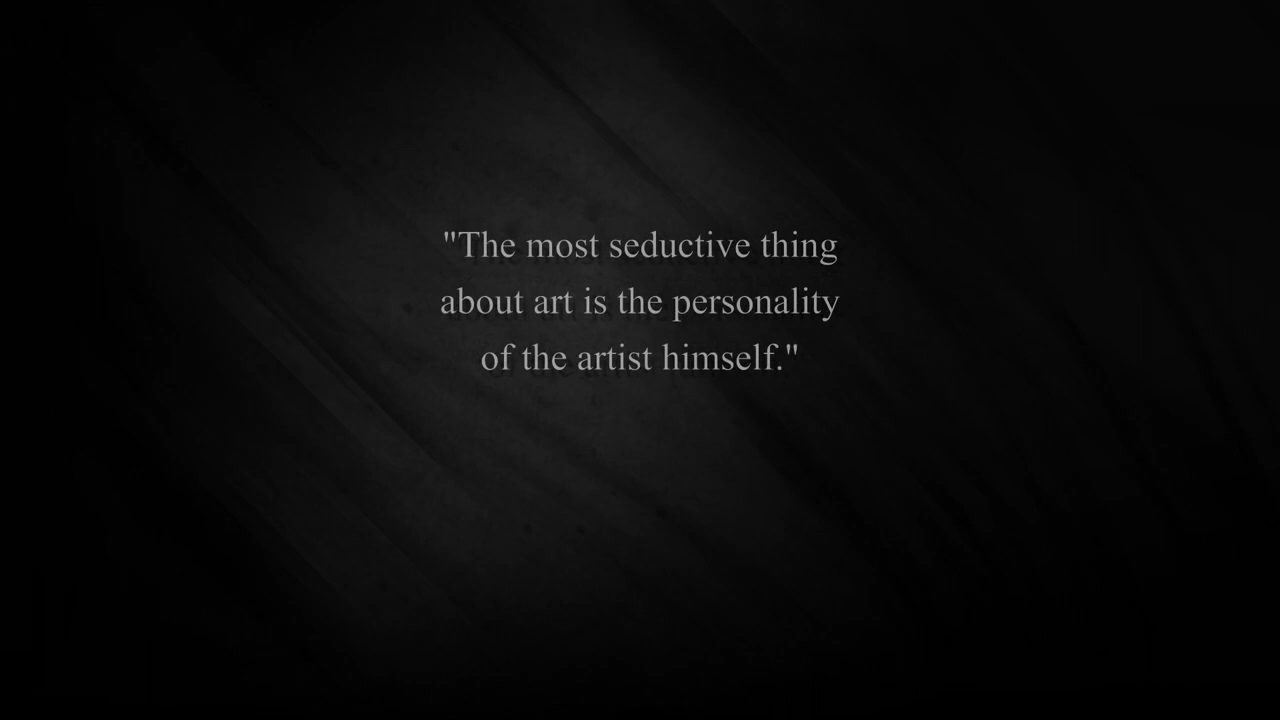 "The most seductive thing
about art is the personality
of the artist himself."